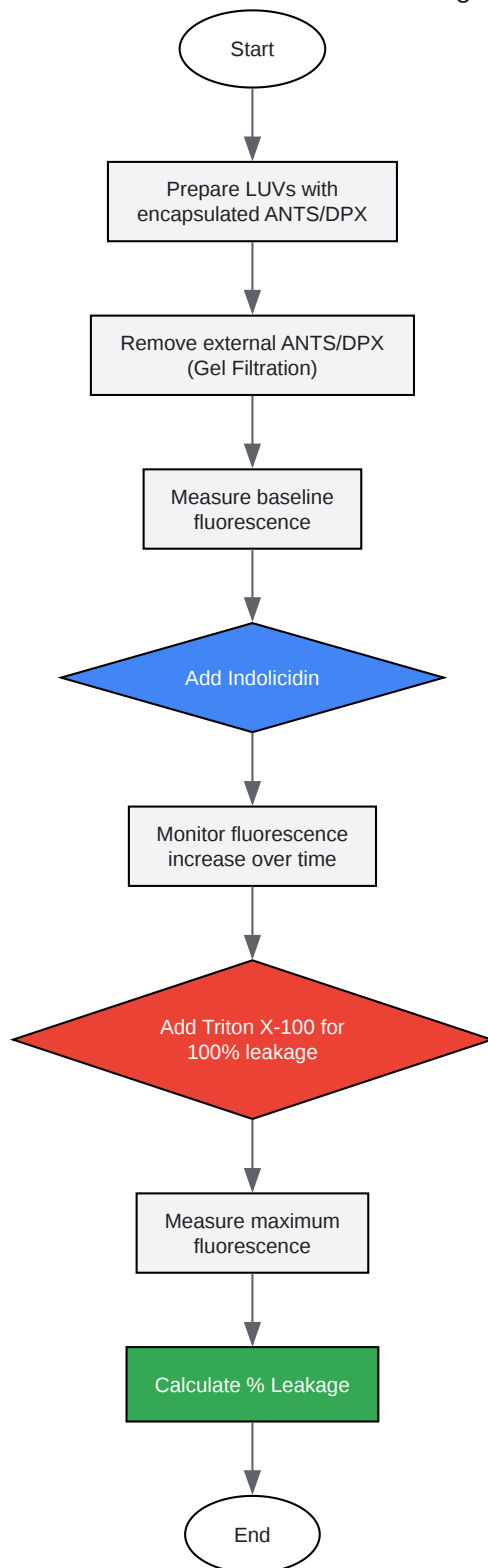 Start
Prepare LUVs with
encapsulated ANTS/DPX
Remove external ANTS/DPX
(Gel Filtration)
Measure baseline
fluorescence
Add Indolicidin
Monitor fluorescence
increase over time
Add Triton X-100 for
100% leakage
Measure maximum
fluorescence
Calculate % Leakage
End